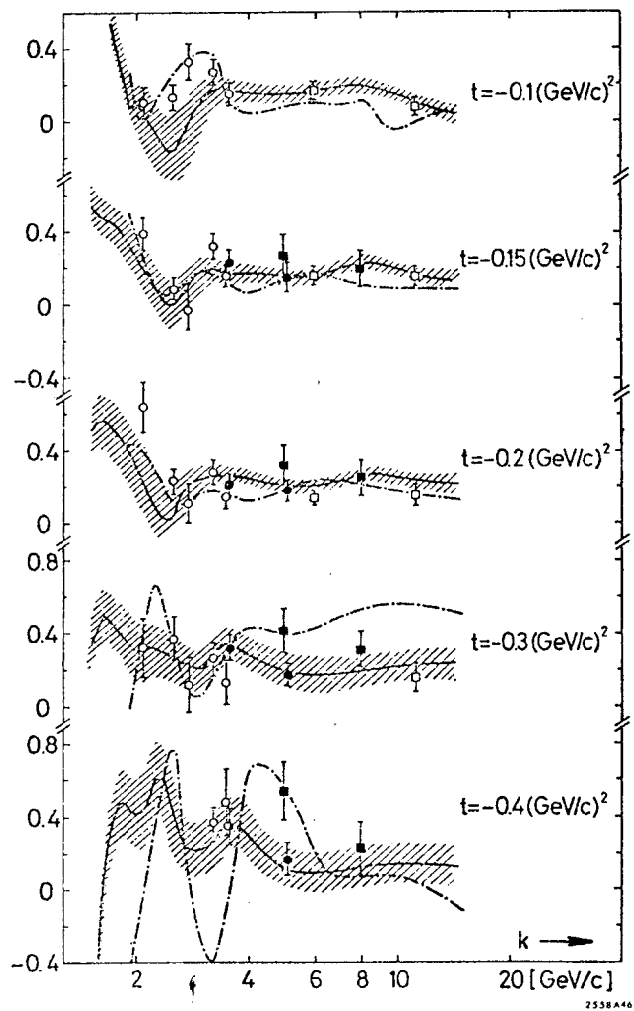 0.4
0
t=-0.1(GeV/c)²
0.4
0
-0.4
t=-0.15(GeV/c)²
0.4
0
t=-0.2(GeV/c)²
0.8
0.4
0
t=-0.3(GeV/c)²
0.8
0.4
0
-0.4
t=-0.4(GeV/c)²
k
2 3 4 6 8 10 20 [GeV/c]
2558A46